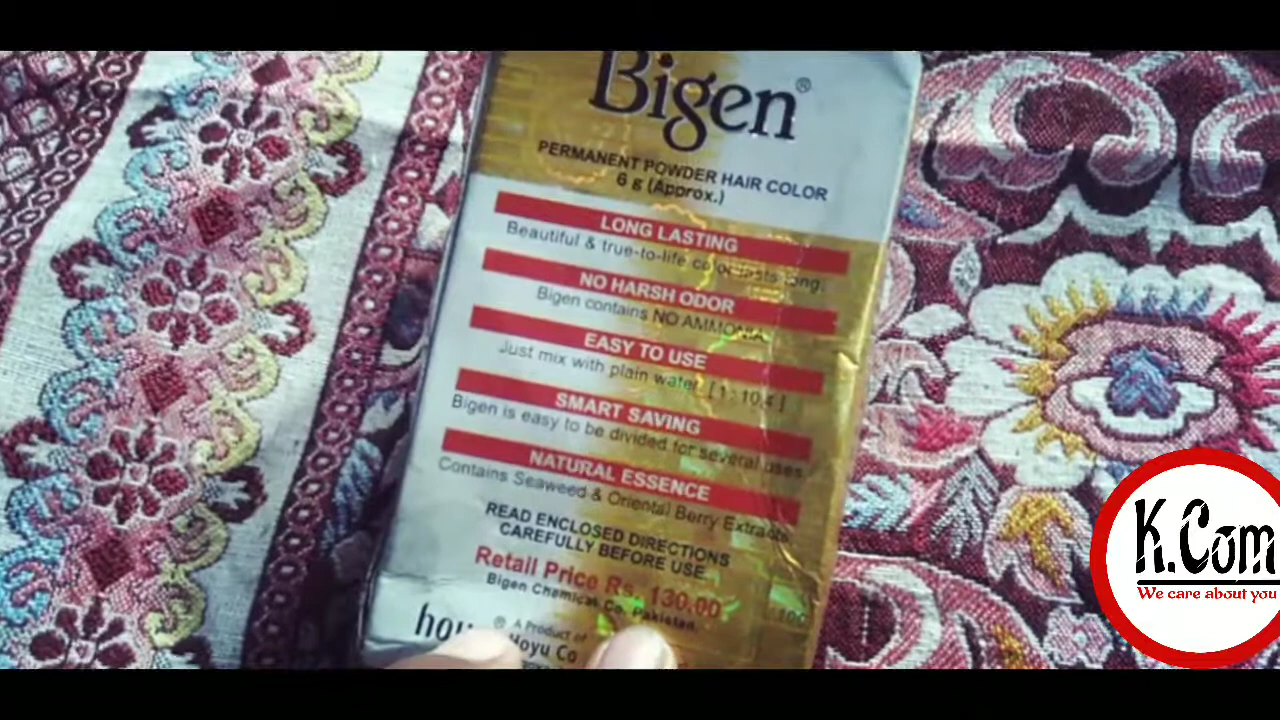 Bigen®
PERMANENT POWDER HAIR COLOR
6 g (Approx.)
LONG LASTING
Beautiful & true-to-life color lasts long.
NO HARSH ODOR
Bigen contains NO AMMONIA.
EASY TO USE
Just mix with plain water.
SMART SAVING
Bigen is easy to be divided for several uses.
NATURAL ESSENCE
Contains Seaweed & Oriental Berry Extracts.
READ ENCLOSED DIRECTIONS
CAREFULLY BEFORE USE.
Retail Price Rs. 130.00
Bigen Chemical Co. Pakistan.
® A Product of
Hoyu Co
K.Com
We care about you